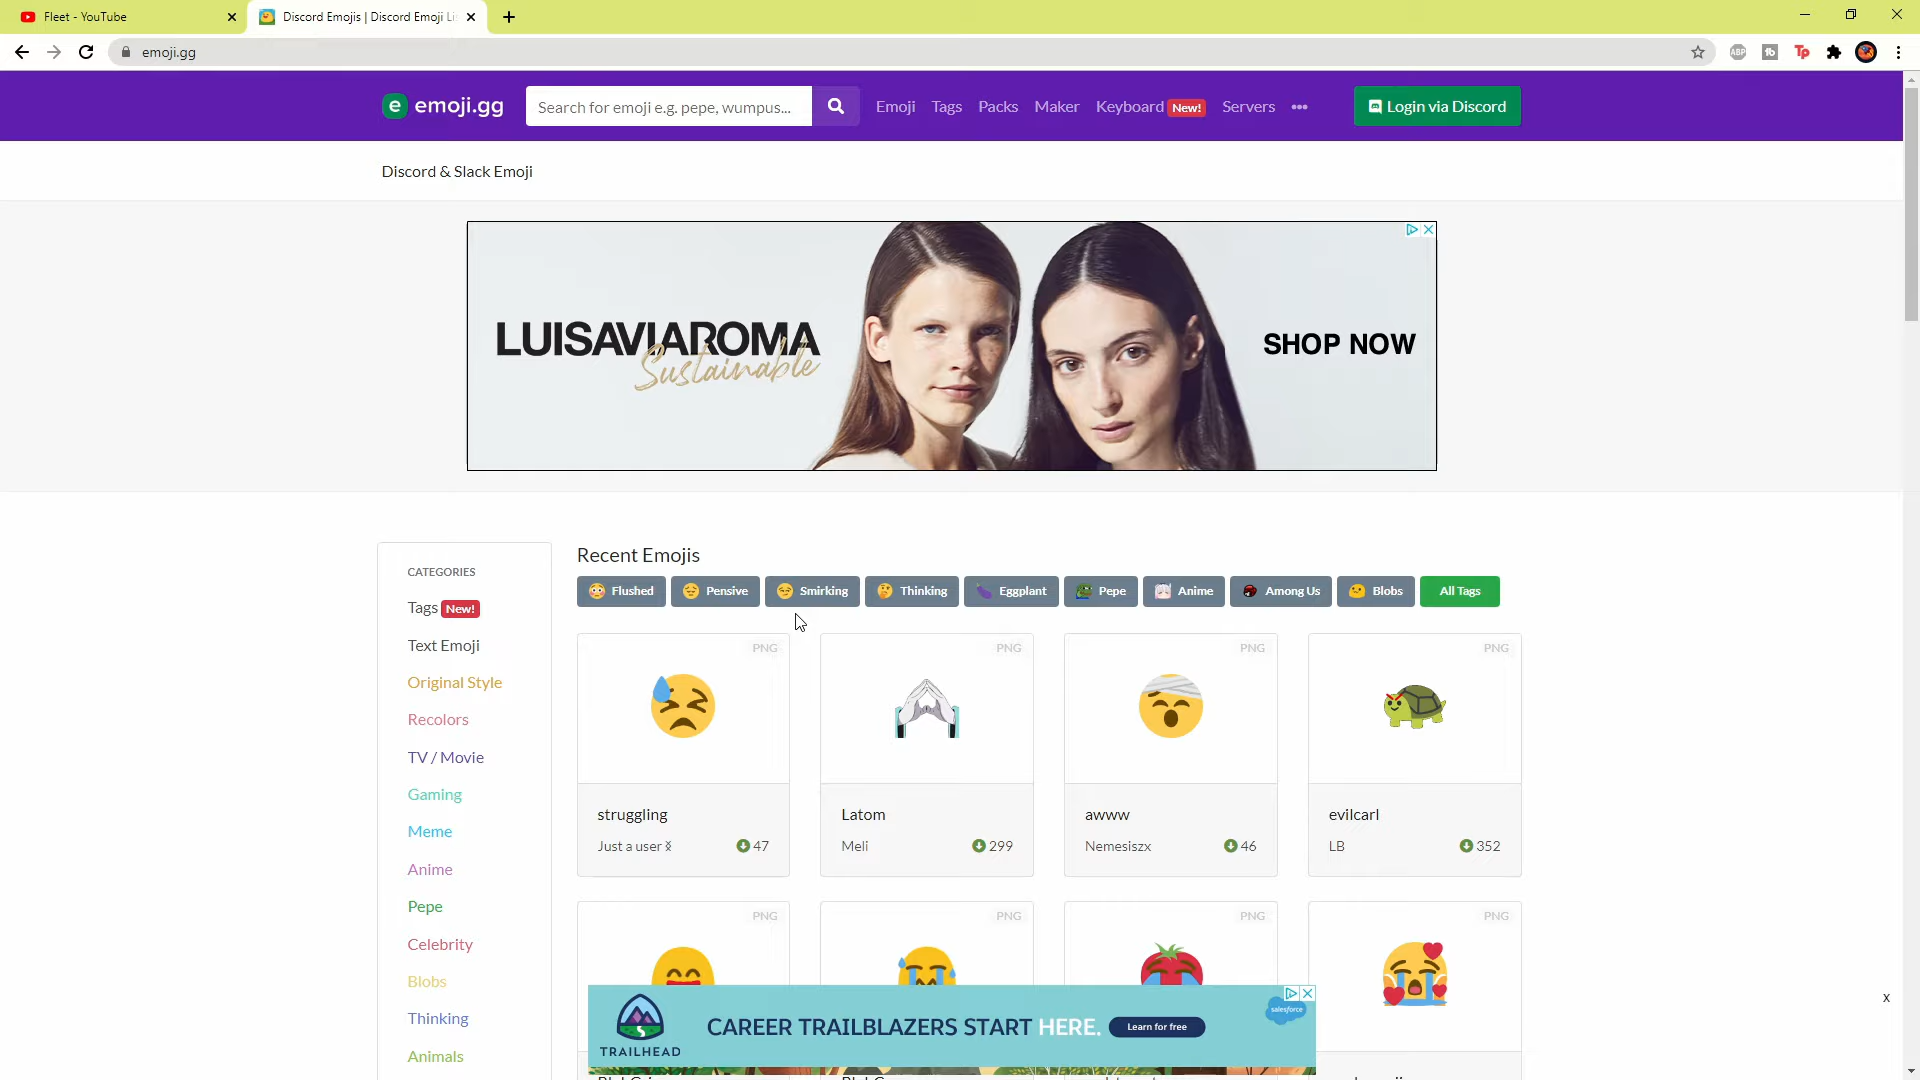 Fleet - YouTube
Discord Emojis | Discord Emoji Li
emoji.gg
ABP
Tp
e emoji.gg
Search for emoji e.g. pepe, wumpus...
Emoji
Tags
Packs
Maker
Keyboard New!
Servers
Login via Discord
Discord & Slack Emoji
LUISAVIAROMA
Sustainable
SHOP NOW
CATEGORIES
Tags New!
Text Emoji
Original Style
Recolors
TV / Movie
Gaming
Meme
Anime
Pepe
Celebrity
Blobs
Thinking
Animals
Recent Emojis
Flushed
Pensive
Smirking
Thinking
Eggplant
Pepe
Anime
Among Us
Blobs
All Tags
PNG
PNG
PNG
PNG
struggling
Just a user
47
Latom
Meli
299
awww
Nemesiszx
46
evilcarl
LB
352
PNG
PNG
PNG
PNG
TRAILHEAD
CAREER TRAILBLAZERS START HERE.
Learn for free
salesforce
x